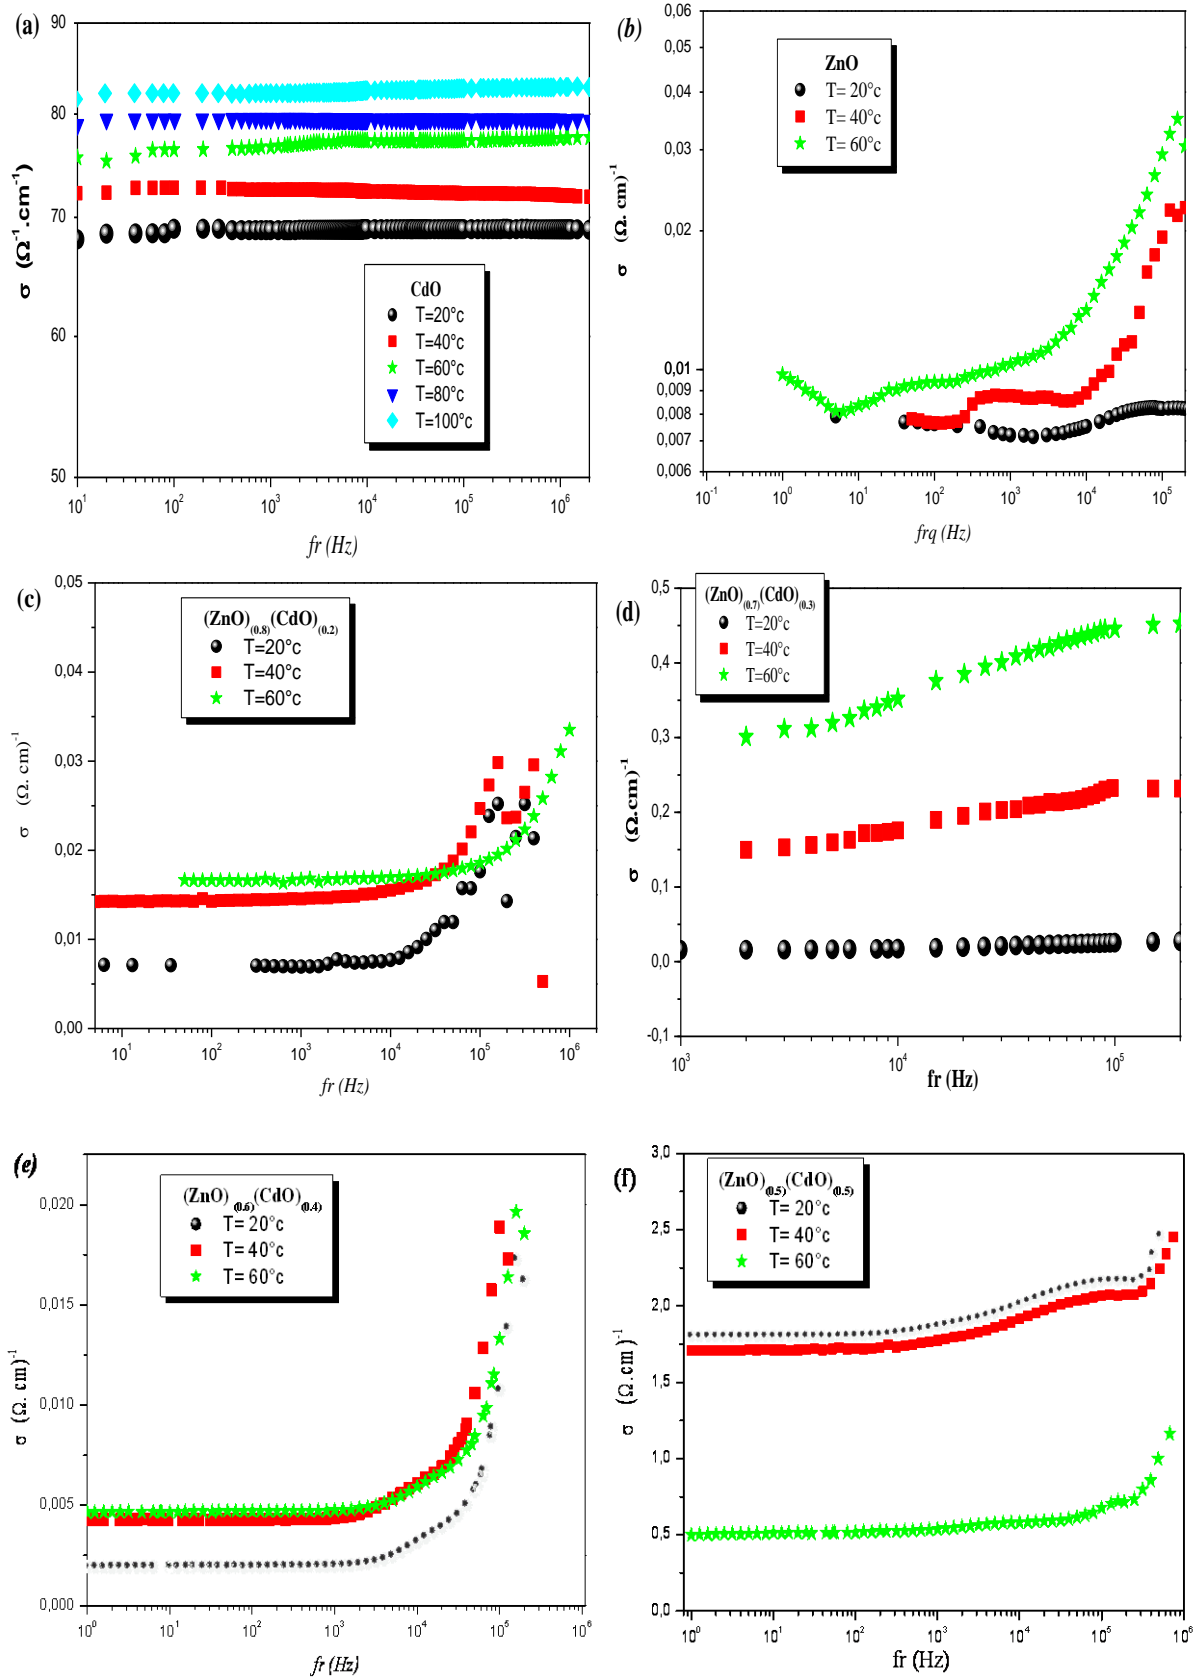 (a)
90
80
70
60
50
σ (Ω⁻¹.cm⁻¹)
CdO
T=20°c
T=40°c
T=60°c
T=80°c
T=100°c
10¹ 10² 10³ 10⁴ 10⁵ 10⁶
fr (Hz)
(b)
0,06
0,05
0,04
0,03
0,02
0,01
0,009
0,008
0,007
0,006
σ (Ω. cm)⁻¹
ZnO
T= 20°c
T= 40°c
T= 60°c
10⁻¹ 10⁰ 10¹ 10² 10³ 10⁴ 10⁵
frq (Hz)
(c)
0,05
0,04
0,03
0,02
0,01
0,00
σ (Ω. cm)⁻¹
(ZnO)(0.8)(CdO)(0.2)
T=20°c
T=40°c
T=60°c
10¹ 10² 10³ 10⁴ 10⁵ 10⁶
fr (Hz)
(d)
0,5
0,4
0,3
0,2
0,1
0,0
-0,1
σ (Ω.cm)⁻¹
(ZnO)(0.7)(CdO)(0.3)
T=20°c
T=40°c
T=60°c
10³ 10⁴ 10⁵
fr (Hz)
(e)
0,020
0,015
0,010
0,005
0,000
σ (Ω. cm)⁻¹
(ZnO)(0.6)(CdO)(0.4)
T= 20°c
T= 40°c
T= 60°c
10⁰ 10¹ 10² 10³ 10⁴ 10⁵ 10⁶
fr (Hz)
(f)
3,0
2,5
2,0
1,5
1,0
0,5
0,0
σ (Ω. cm)⁻¹
(ZnO)(0.5)(CdO)(0.5)
T= 20°c
T= 40°c
T= 60°c
10⁰ 10¹ 10² 10³ 10⁴ 10⁵ 10⁶
fr (Hz)